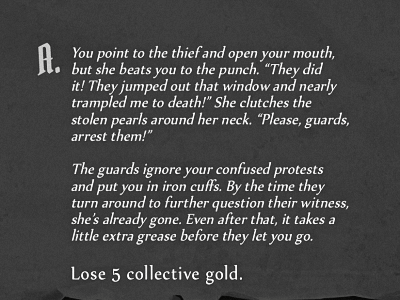 A. You point to the thief and open your mouth,
but she beats you to the punch. “They did
it! They jumped out that window and nearly
trampled me to death!” She clutches the
stolen pearls around her neck. “Please, guards,
arrest them!”
The guards ignore your confused protests
and put you in iron cuffs. By the time they
turn around to further question their witness,
she’s already gone. Even after that, it takes a
little extra grease before they let you go.
Lose 5 collective gold.